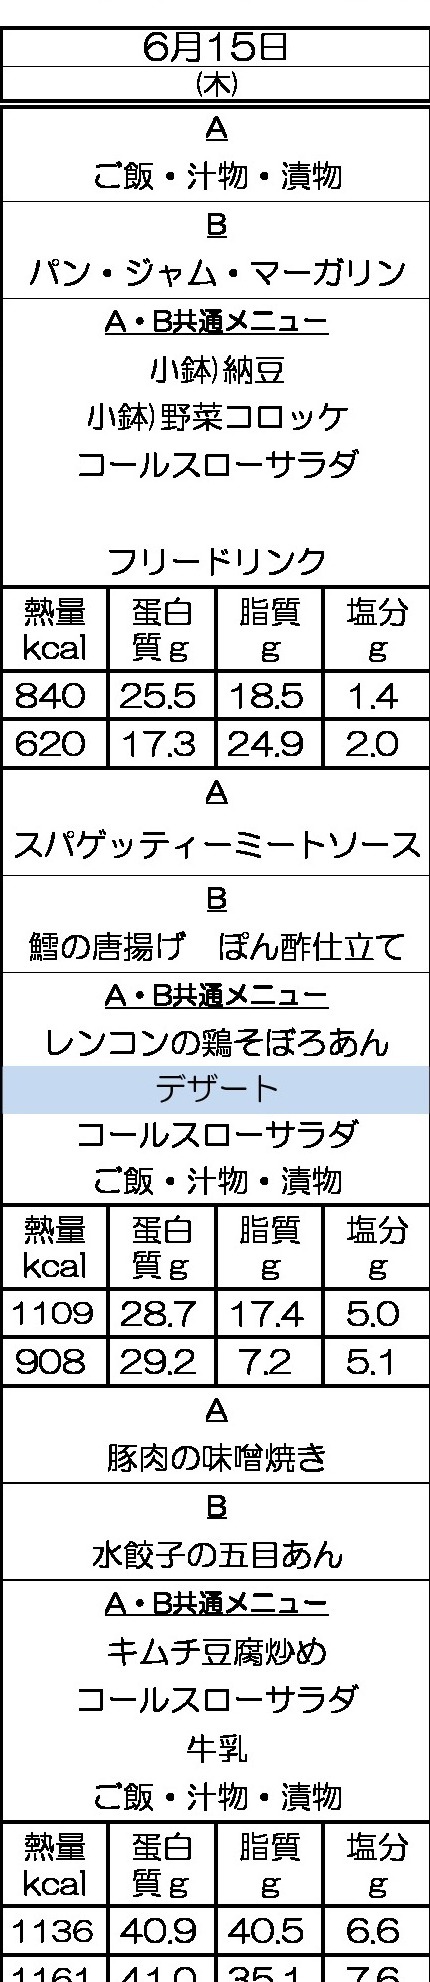 6月15日
(木)
A
ご飯・汁物・漬物
B
パン・ジャム・マーガリン
A・B共通メニュー
小鉢)納豆
小鉢)野菜コロッケ
コールスローサラダ
フリードリンク
熱量 蛋白 脂質 塩分
kcal 質g g g
840 25.5 18.5 1.4
620 17.3 24.9 2.0
A
スパゲッティーミートソース
B
鱈の唐揚げ ぽん酢仕立て
A・B共通メニュー
レンコンの鶏そぼろあん
デザート
コールスローサラダ
ご飯・汁物・漬物
熱量 蛋白 脂質 塩分
kcal 質g g g
1109 28.7 17.4 5.0
908 29.2 7.2 5.1
A
豚肉の味噌焼き
B
水餃子の五目あん
A・B共通メニュー
キムチ豆腐炒め
コールスローサラダ
牛乳
ご飯・汁物・漬物
熱量 蛋白 脂質 塩分
kcal 質g g g
1136 40.9 40.5 6.6
1161 41.0 35.1 7.6